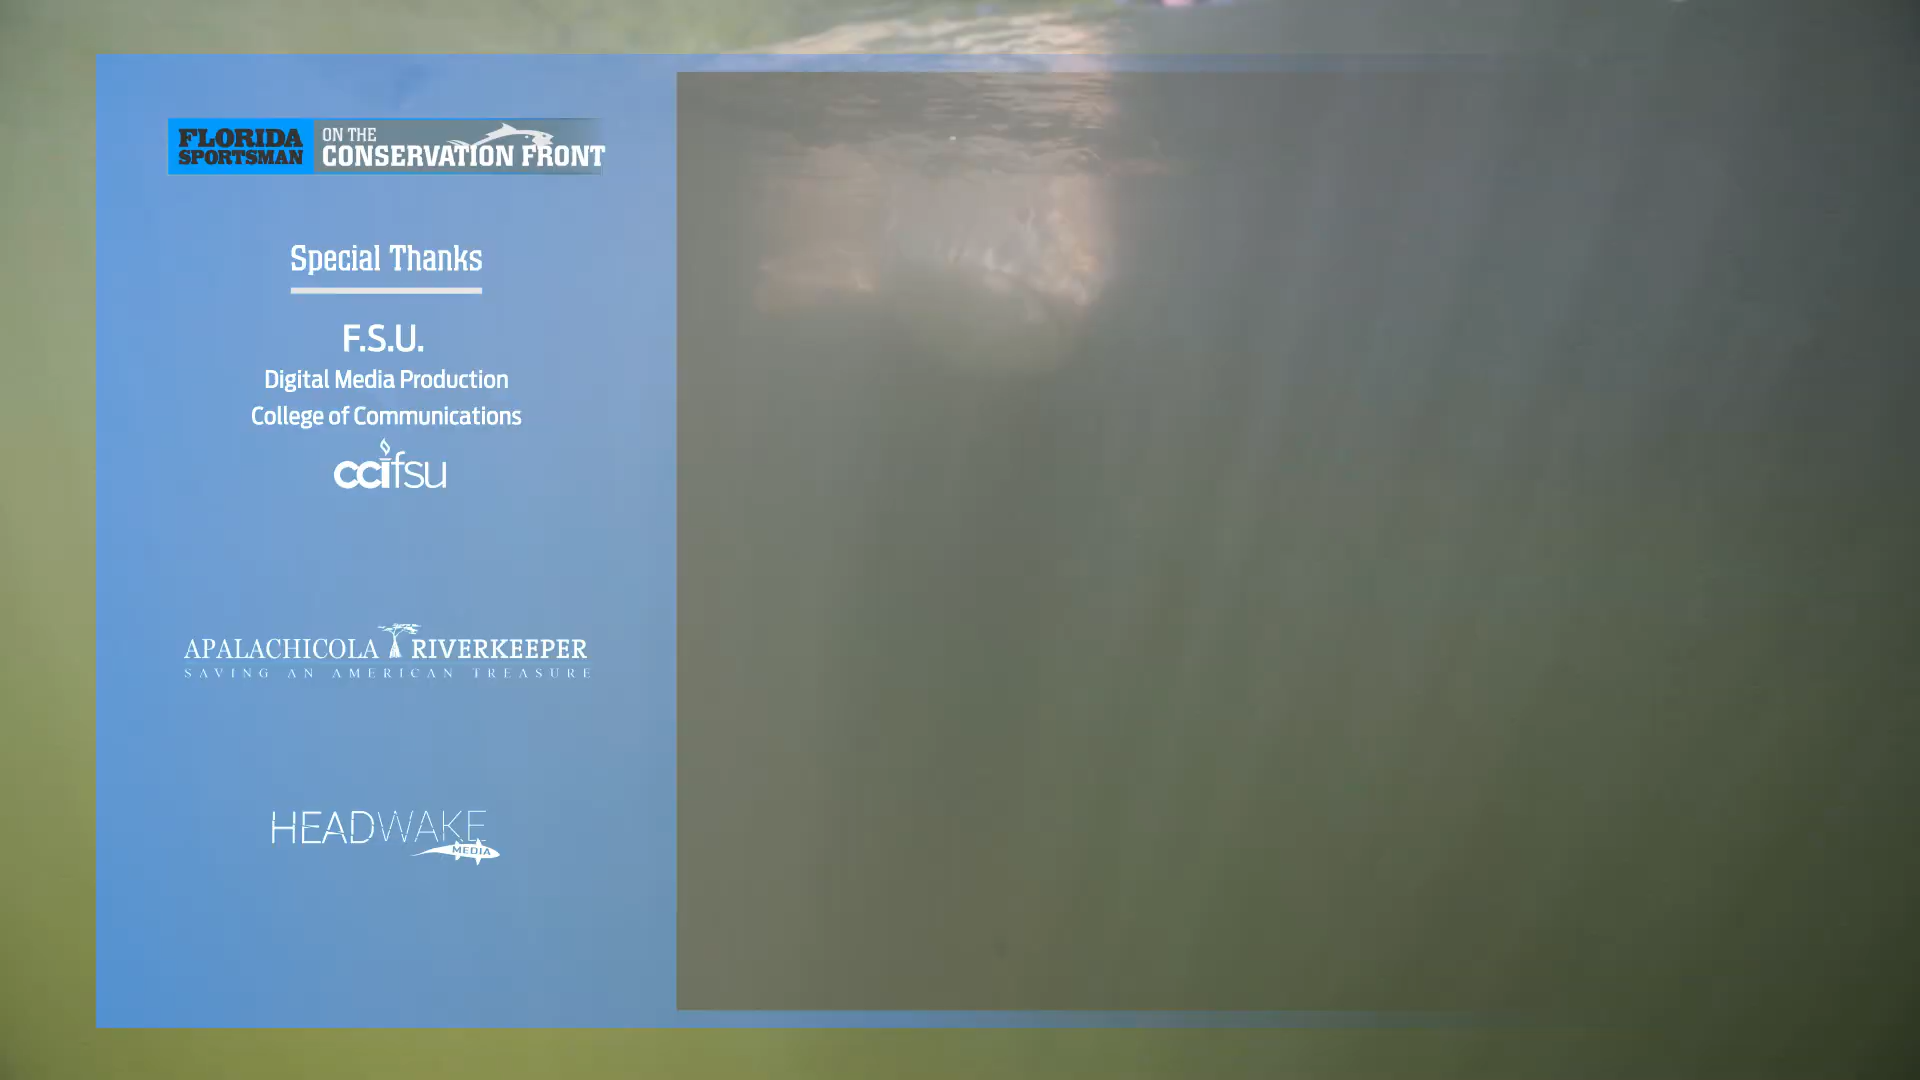 FLORIDA
SPORTSMAN
ON THE
CONSERVATION FRONT
Special Thanks
F.S.U.
Digital Media Production
College of Communications
ccifsu
APALACHICOLA RIVERKEEPER
SAVING AN AMERICAN TREASURE
HEADWAKE
MEDIA